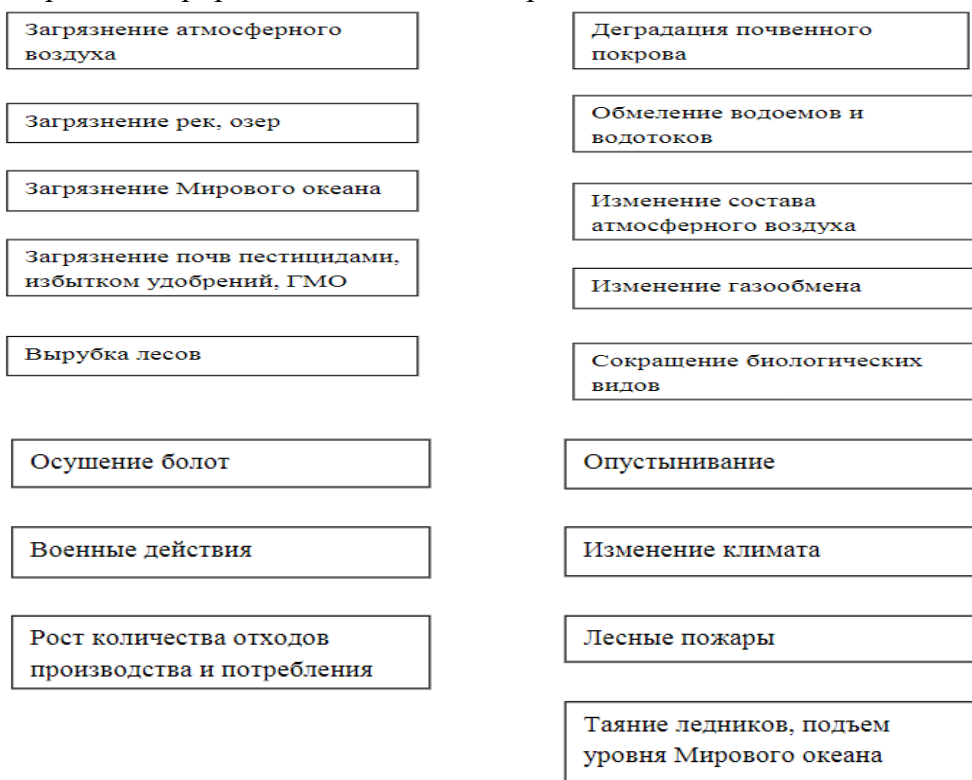 Загрязнение атмосферного
воздуха
Деградация почвенного
покрова
Загрязнение рек, озер
Обмеление водоемов и
водотоков
Загрязнение Мирового океана
Изменение состава
атмосферного воздуха
Загрязнение почв пестицидами,
избытком удобрений, ГМО
Изменение газообмена
Вырубка лесов
Сокращение биологических
видов
Осушение болот
Опустынивание
Военные действия
Изменение климата
Рост количества отходов
производства и потребления
Лесные пожары
Таяние ледников, подъем
уровня Мирового океана